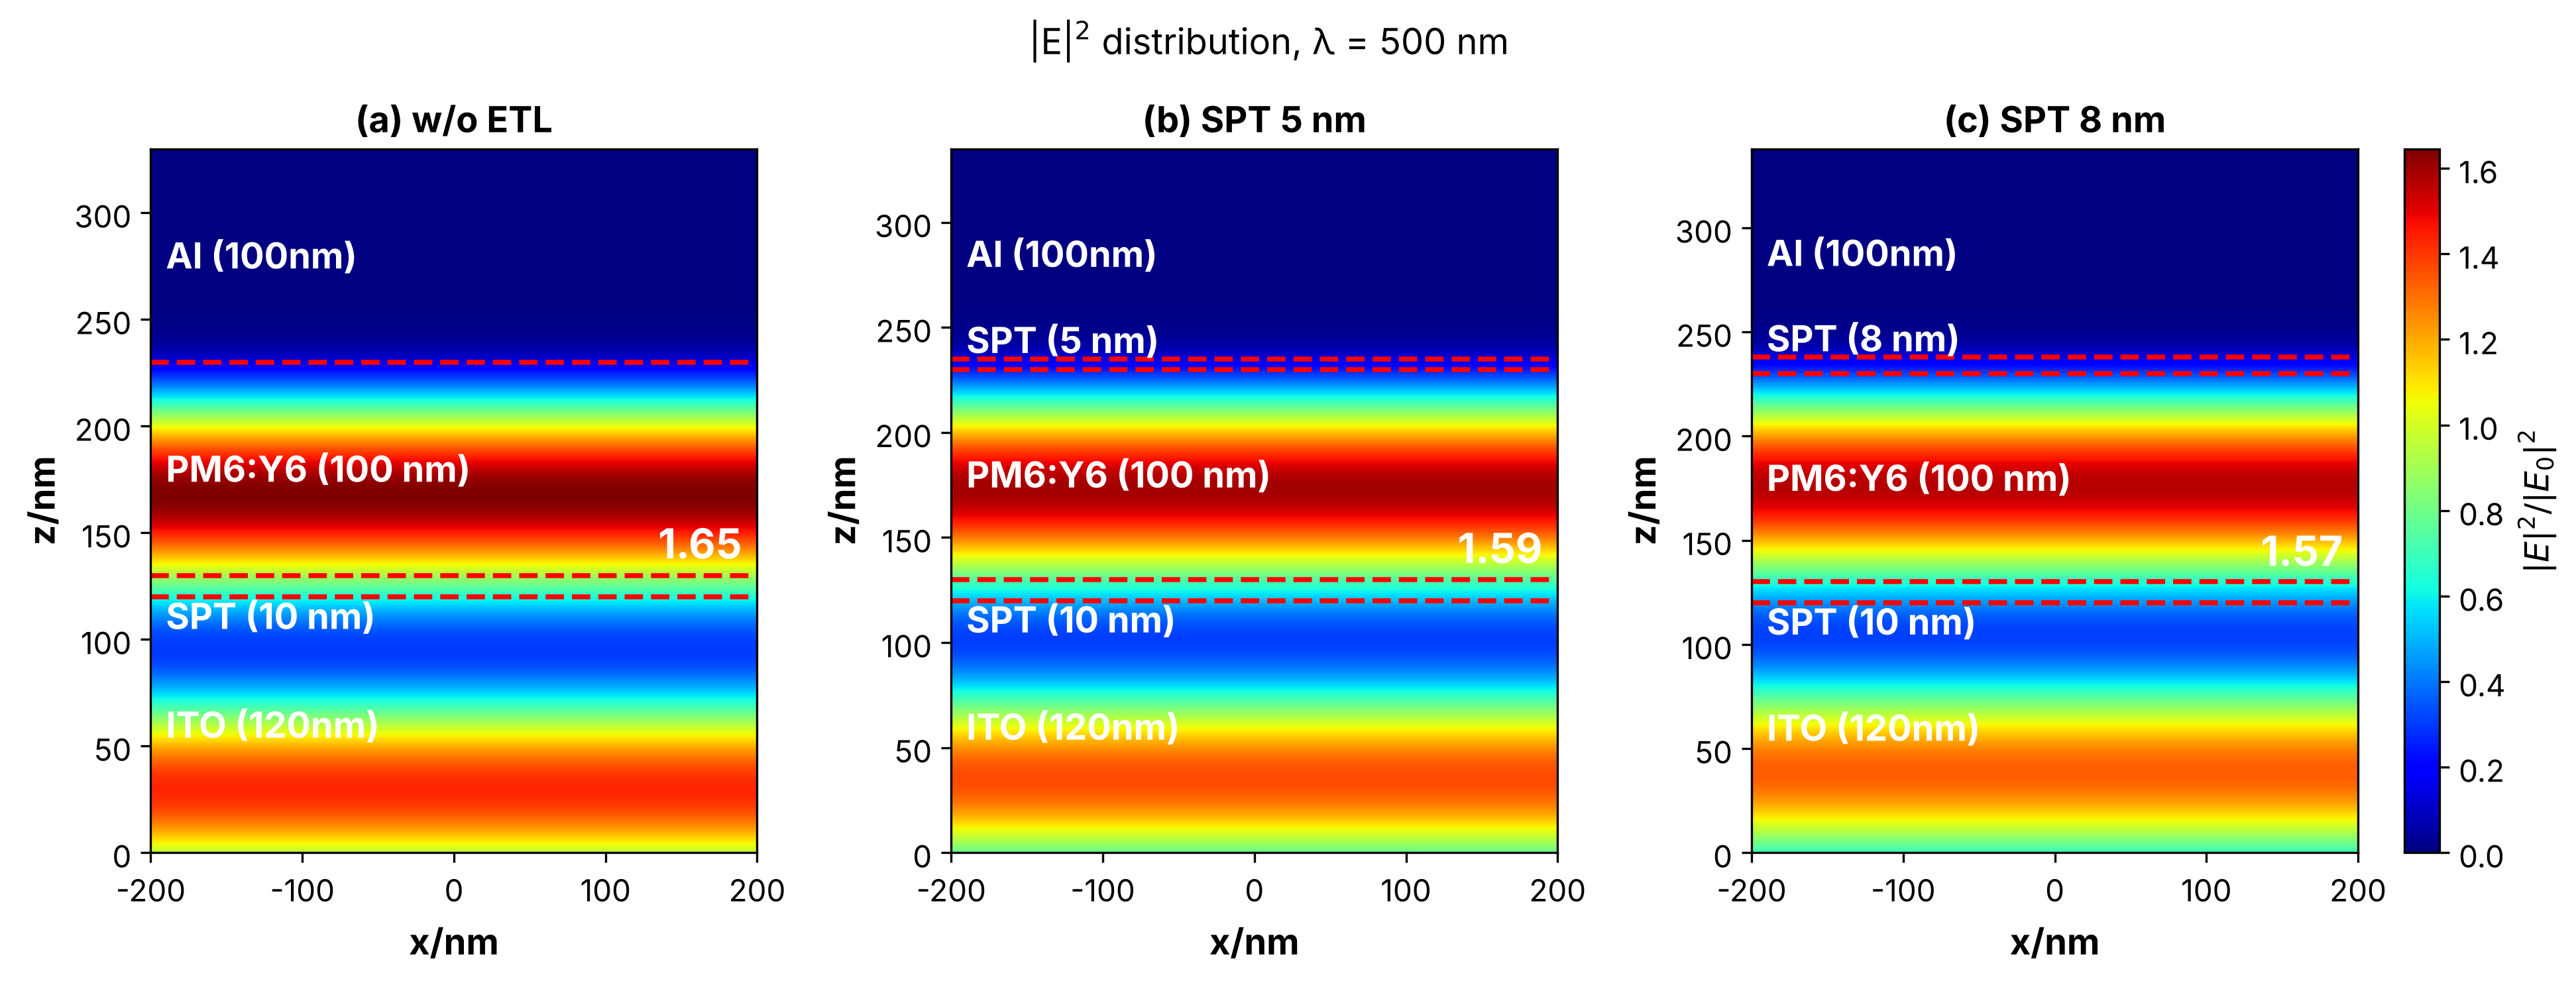 |E|² distribution, λ = 500 nm
(a) w/o ETL
z/nm
300
250
200
150
100
50
0
Al (100nm)
PM6:Y6 (100 nm)
1.65
SPT (10 nm)
ITO (120nm)
-200 -100 0 100 200
x/nm
(b) SPT 5 nm
z/nm
300
250
200
150
100
50
0
Al (100nm)
SPT (5 nm)
PM6:Y6 (100 nm)
1.59
SPT (10 nm)
ITO (120nm)
-200 -100 0 100 200
x/nm
(c) SPT 8 nm
z/nm
300
250
200
150
100
50
0
Al (100nm)
SPT (8 nm)
PM6:Y6 (100 nm)
1.57
SPT (10 nm)
ITO (120nm)
-200 -100 0 100 200
x/nm
1.6
1.4
1.2
1.0
0.8
0.6
0.4
0.2
0.0
|E|²/|E₀|²